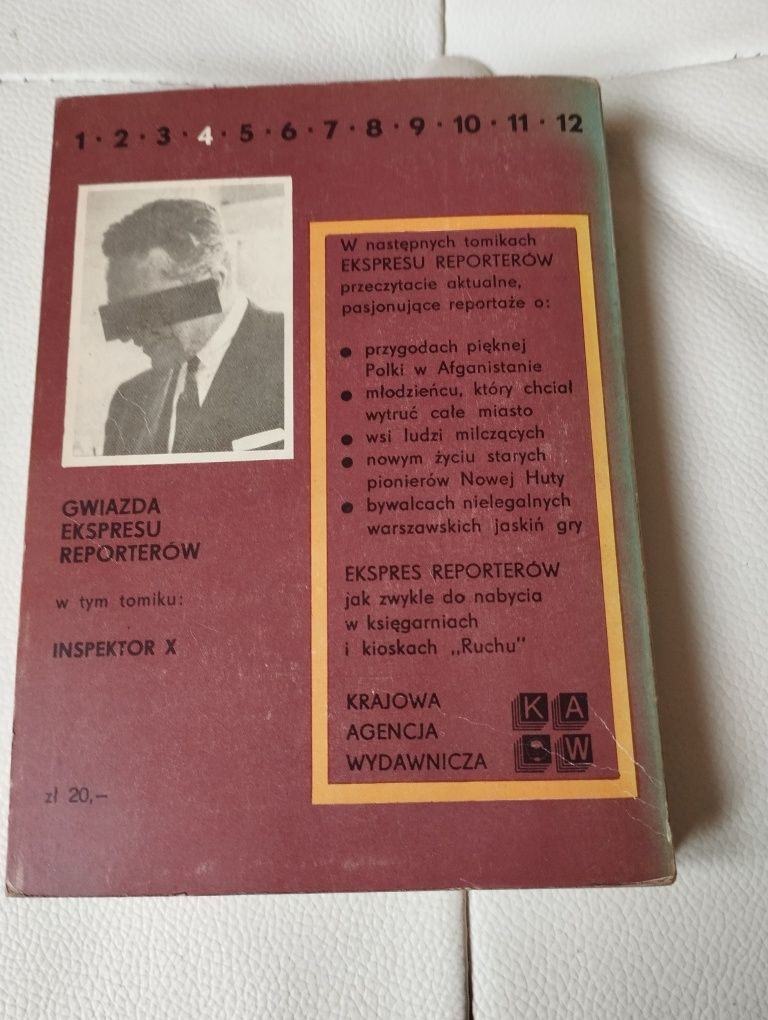 1 · 2 · 3 · 4 · 5 · 6 · 7 · 8 · 9 · 10 · 11 · 12
GWIAZDA
EKSPRESU
REPORTERÓW
w tym tomiku:
INSPEKTOR X
zł 20,—
W następnych tomikach
EKSPRESU REPORTERÓW
przeczytacie aktualne,
pasjonujące reportaże o:
● przygodach pięknej
Polki w Afganistanie
● młodzieńcu, który chciał
wytruć całe miasto
● wsi ludzi milczących
● nowym życiu starych
pionierów Nowej Huty
● bywalcach nielegalnych
warszawskich jaskiń gry
EKSPRES REPORTERÓW
jak zwykle do nabycia
w księgarniach
i kioskach „Ruchu"
KRAJOWA
AGENCJA
WYDAWNICZA
K A
W